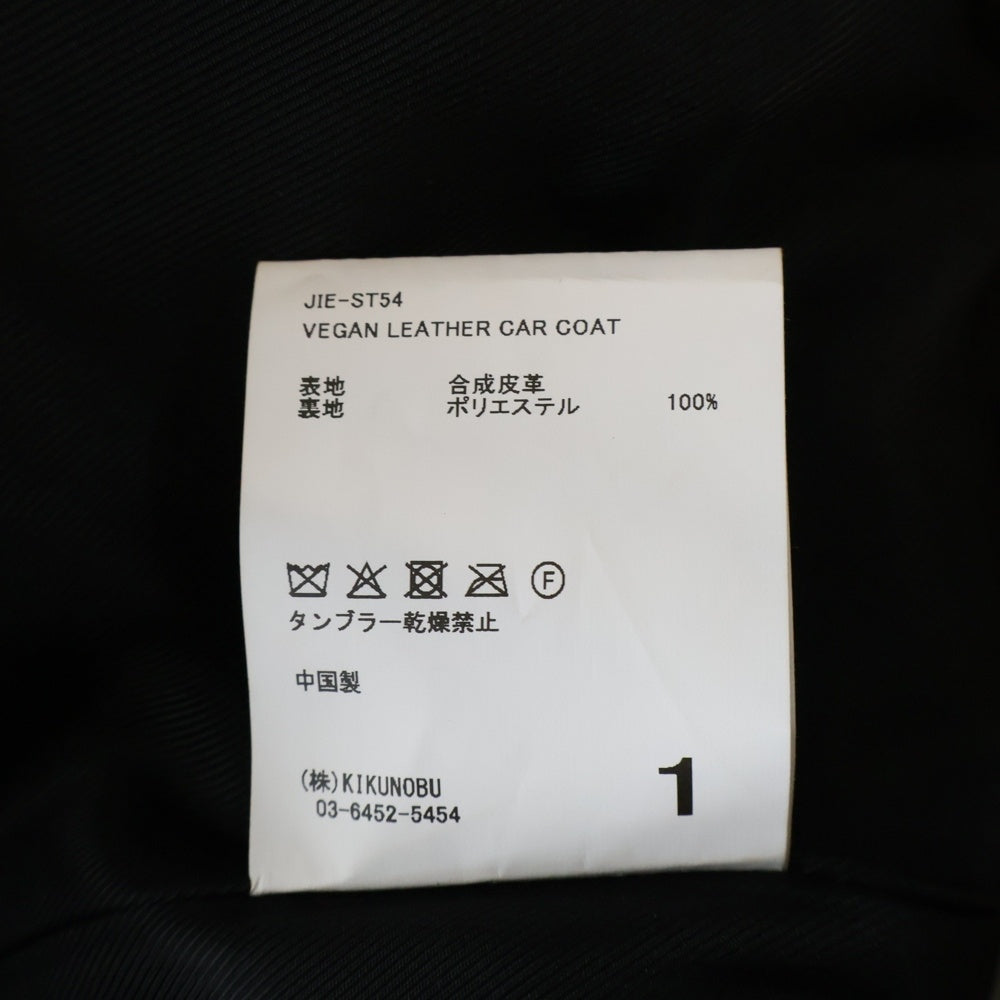 JIE-ST54
VEGAN LEATHER CAR COAT
表地 合成皮革
裏地 ポリエステル 100%
F
タンブラー乾燥禁止
中国製
(株)KIKUNOBU
03-6452-5454
1